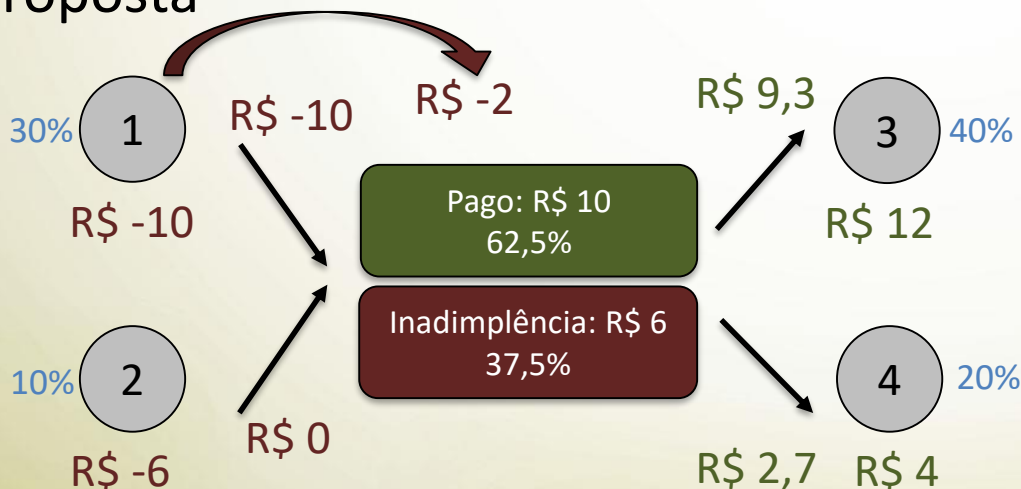 roposta
R$ -10
R$ -2
R$ 9,3
30%
1
3
40%
R$ -10
Pago: R$ 10
62,5%
R$ 12
Inadimplência: R$ 6
37,5%
10%
2
4
20%
R$ 0
R$ -6
R$ 2,7
R$ 4